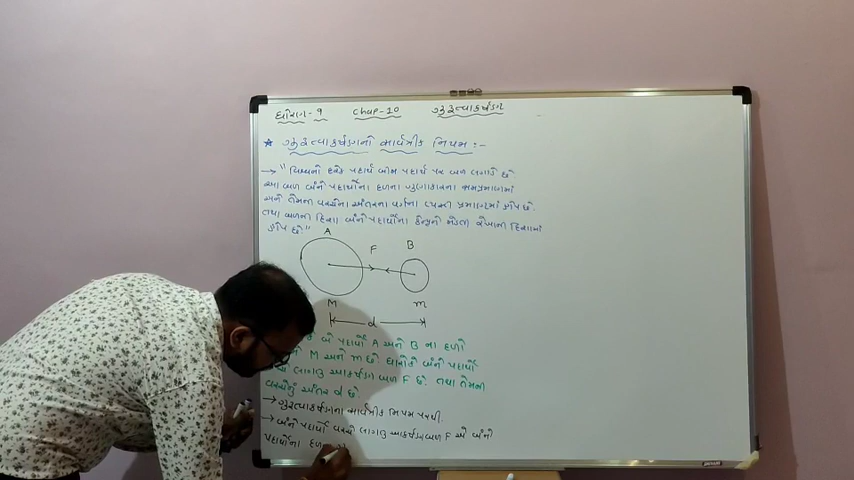 ધોરણ - 9 Chap-10 ગુરુત્વાકર્ષણ
* ગુરુત્વાકર્ષણનો સાર્વત્રીક નિયમ :-
→ " વિશ્વનો દરેક પદાર્થ બીજા પદાર્થ પર બળ લગાડે છે
આ બળ બંને પદાર્થોના દળના ગુણાકારના સમપ્રમાણમાં
અને તેમની વચ્ચેના અંતરના વર્ગના વ્યસ્ત પ્રમાણમાં હોય છે.
તથા બળની દિશા બંને પદાર્થોના કેન્દ્રને જોડતી રેખાની દિશામાં
હોય છે."
A
F B
M m
d
બે પદાર્થો A અને B ના દળો
M અને m છે. ધારોકે બંને પદાર્થો
લાગતુ આકર્ષણ બળ F છે. તથા તેમની
વચ્ચેનું અંતર d છે.
→ ગુરુત્વાકર્ષણના સાર્વત્રીક નિયમ પરથી.
→ બંને પદાર્થો વચ્ચે લાગતુ આકર્ષણબળ F એ બંને
પદાર્થોના દળ